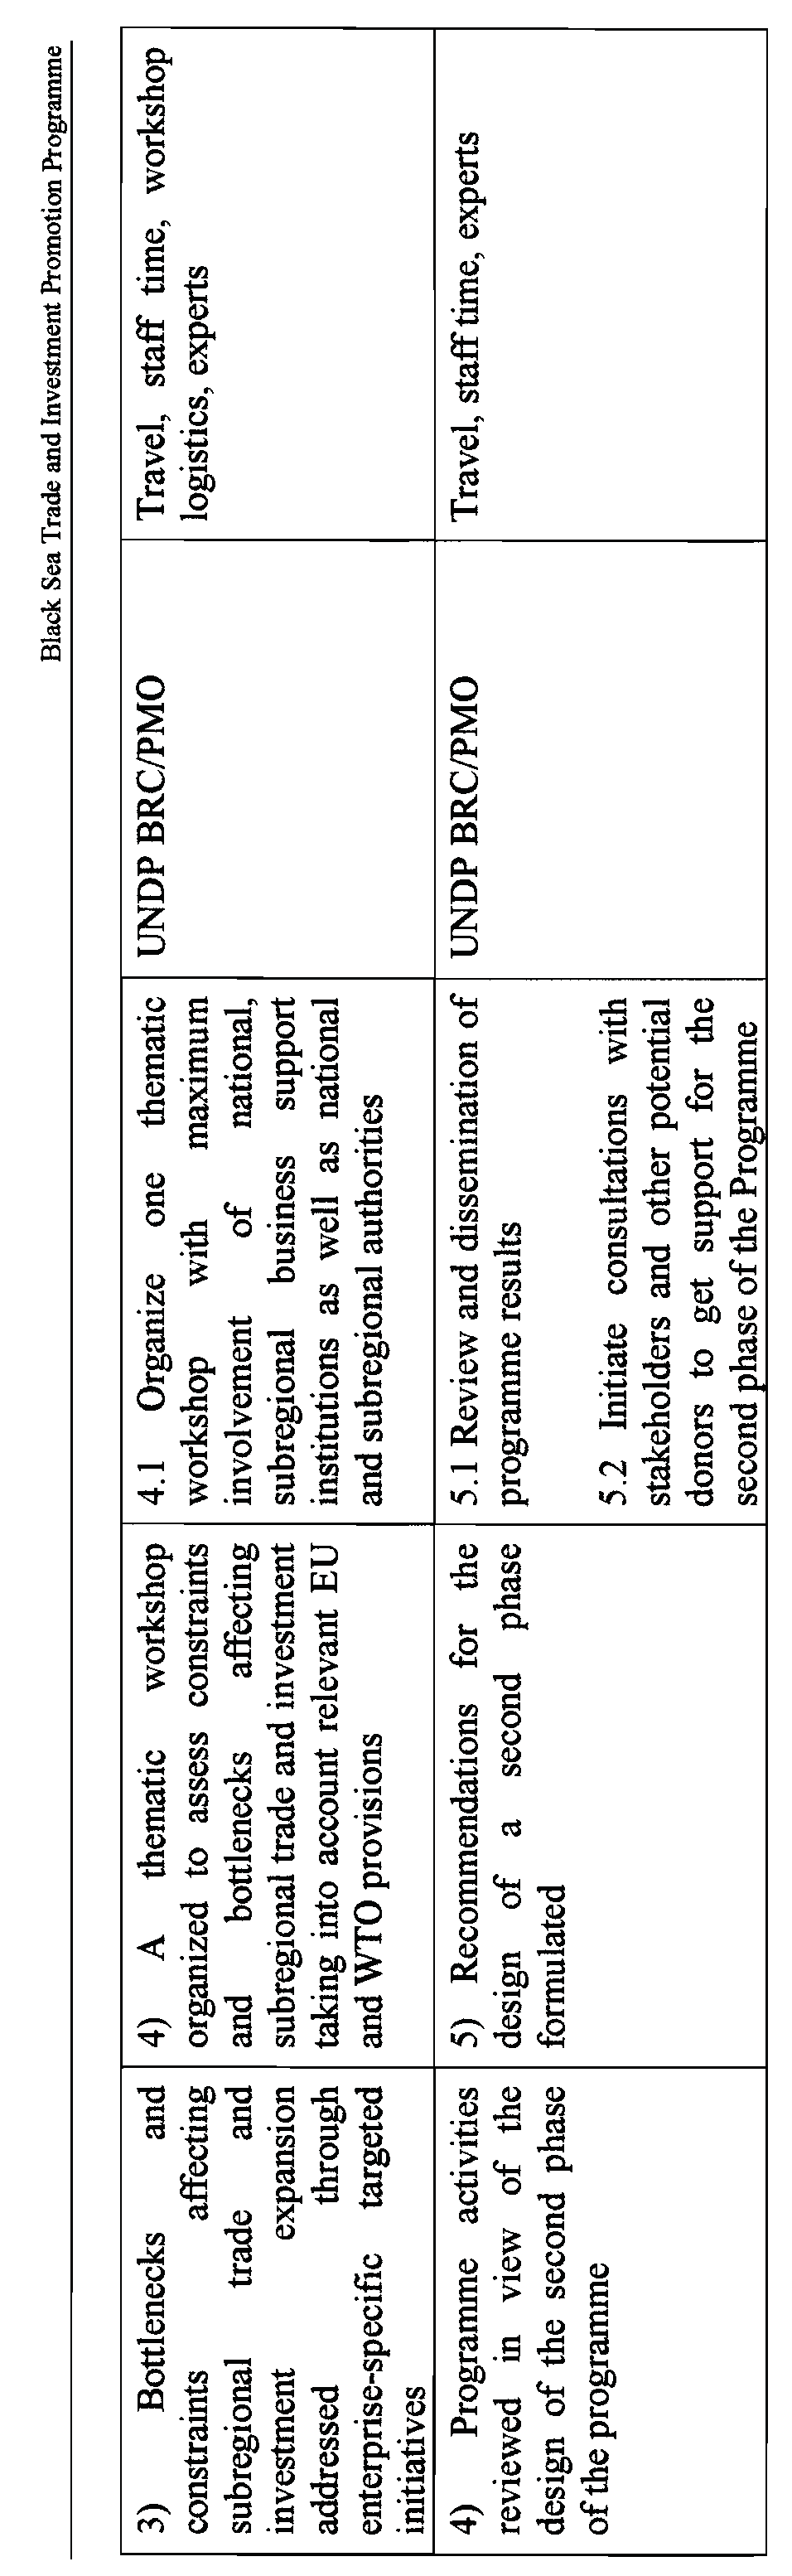 Black Sea Trade and Investment Promotion Programme
3) Bottlenecks and
constraints affecting
subregional trade and
investment expansion
addressed through
enterprise-specific targeted
initiatives
4) A thematic workshop
organized to assess constraints
and bottlenecks affecting
subregional trade and investment
taking into account relevant EU
and WTO provisions
4.1 Organize one thematic
workshop with maximum
involvement of national,
subregional business support
institutions as well as national
and subregional authorities
UNDP BRC/PMO
Travel, staff time, workshop
logistics, experts
4) Programme activities
reviewed in view of the
design of the second phase
of the programme
5) Recommendations for the
design of a second phase
formulated
5.1 Review and dissemination of
programme results
5.2 Initiate consultations with
stakeholders and other potential
donors to get support for the
second phase of the Programme
UNDP BRC/PMO
Travel, staff time, experts